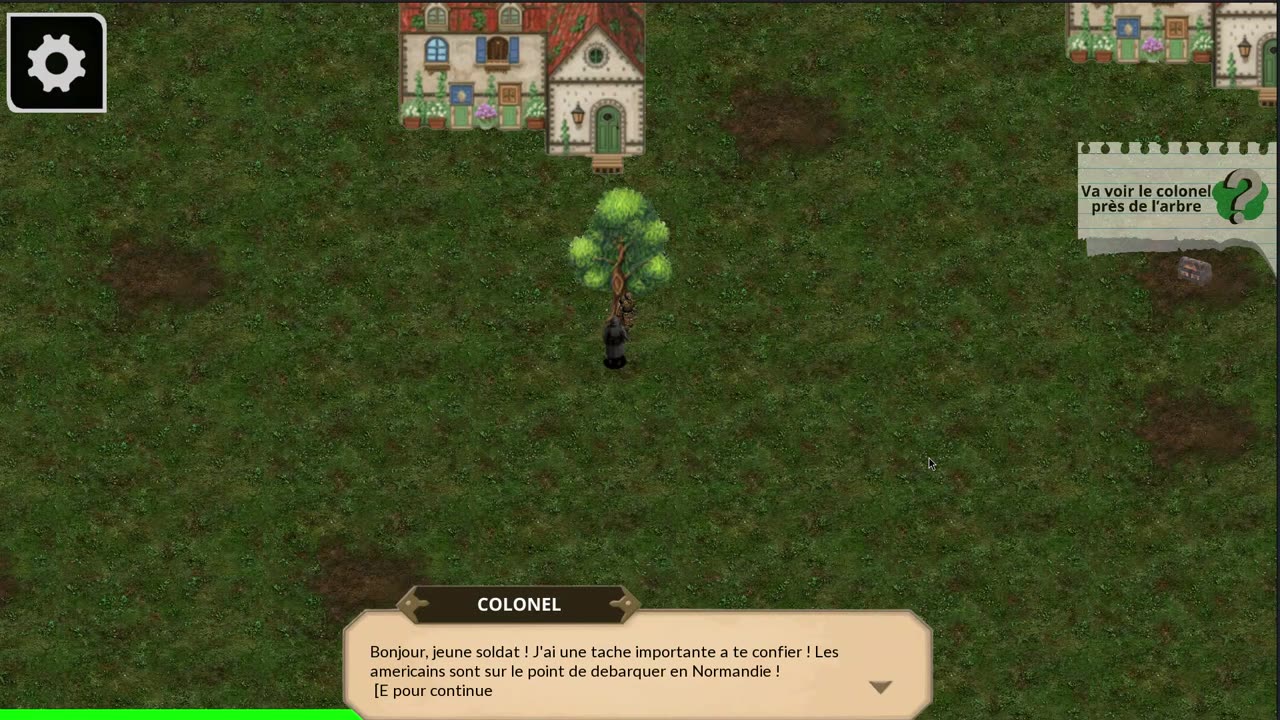 Va voir le colonel
près de l'arbre
COLONEL
Bonjour, jeune soldat ! J'ai une tache importante a te confier ! Les
americains sont sur le point de debarquer en Normandie !
[E pour continue